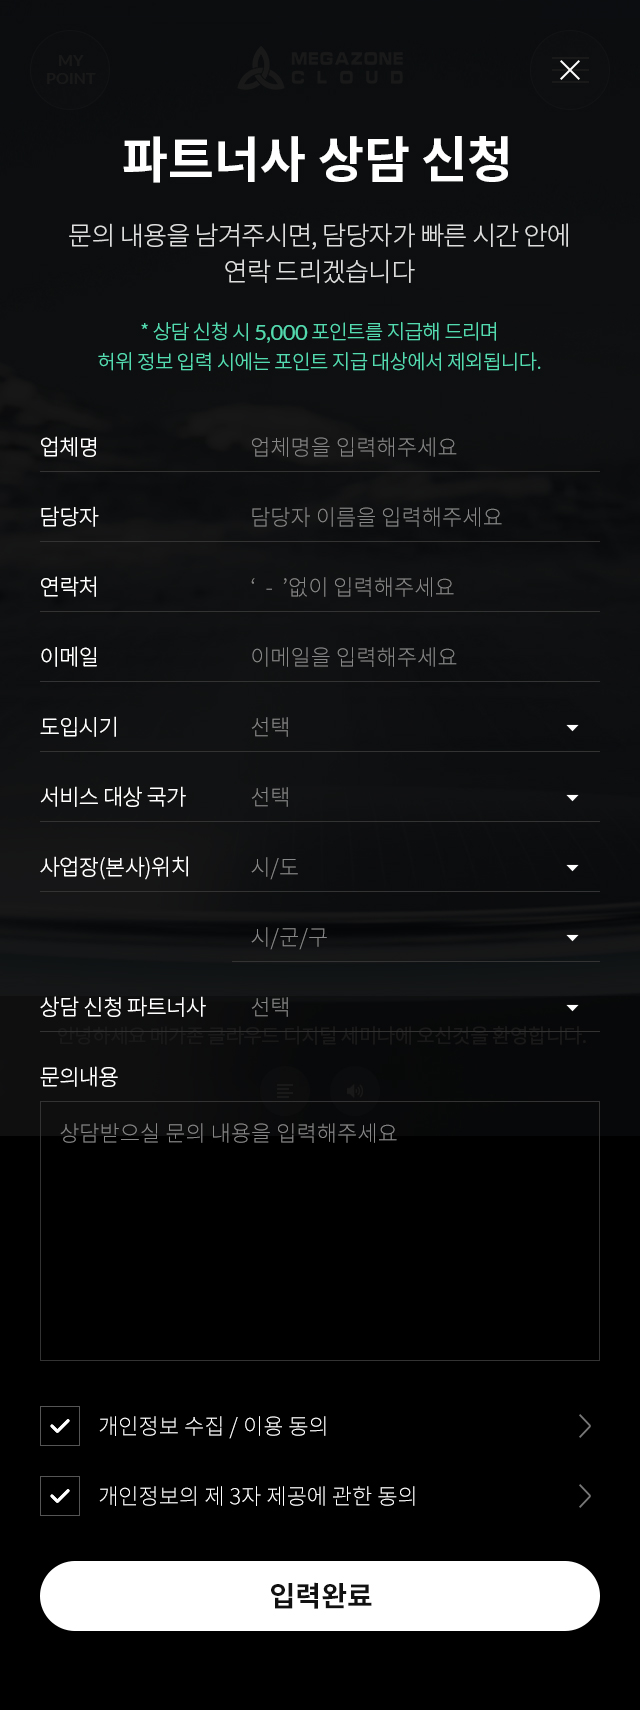 MY
POINT
MEGAZONE
CLOUD
파트너사 상담 신청
문의 내용을 남겨주시면, 담당자가 빠른 시간 안에
연락 드리겠습니다
* 상담 신청 시 5,000 포인트를 지급해 드리며
허위 정보 입력 시에는 포인트 지급 대상에서 제외됩니다.
업체명 업체명을 입력해주세요
담당자 담당자 이름을 입력해주세요
연락처 ‘ - ’없이 입력해주세요
이메일 이메일을 입력해주세요
도입시기 선택
서비스 대상 국가 선택
사업장(본사)위치 시/도
시/군/구
상담 신청 파트너사 선택
안녕하세요 메가존 클라우드 디지털 세미나에 오신것을 환영합니다.
문의내용
상담받으실 문의 내용을 입력해주세요
개인정보 수집 / 이용 동의
개인정보의 제 3자 제공에 관한 동의
입력완료